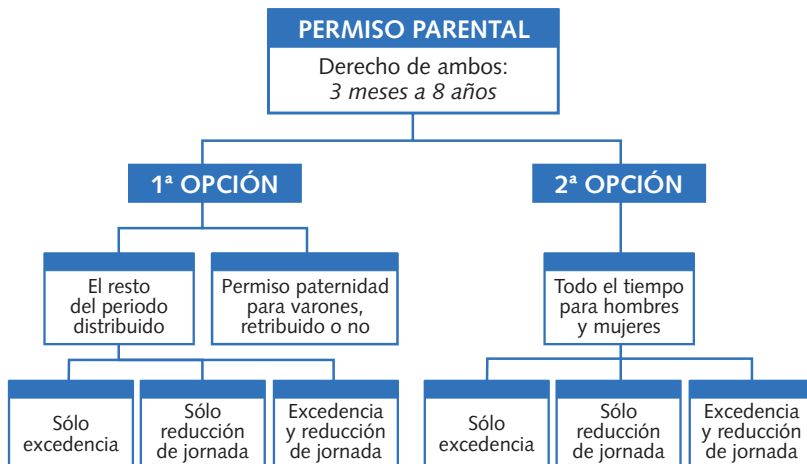 PERMISO PARENTAL
Derecho de ambos:
3 meses a 8 años
1ª OPCIÓN
2ª OPCIÓN
El resto
del periodo
distribuido
Permiso paternidad
para varones,
retribuido o no
Todo el tiempo
para hombres
y mujeres
Sólo
excedencia
Sólo
reducción
de jornada
Excedencia
y reducción
de jornada
Sólo
excedencia
Sólo
reducción
de jornada
Excedencia
y reducción
de jornada